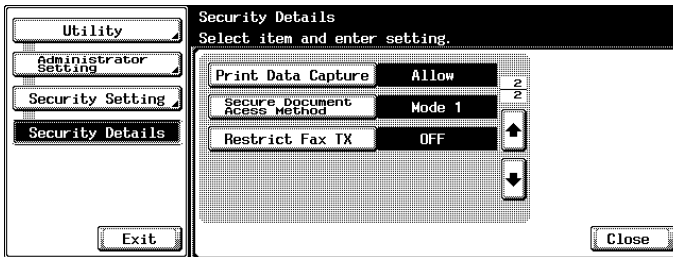 Utility
Administrator
Setting
Security Setting
Security Details
Exit
Security Details
Select item and enter setting.
Print Data Capture
Allow
Secure Document
Acess Method
Mode 1
Restrict Fax TX
OFF
2
2
Close